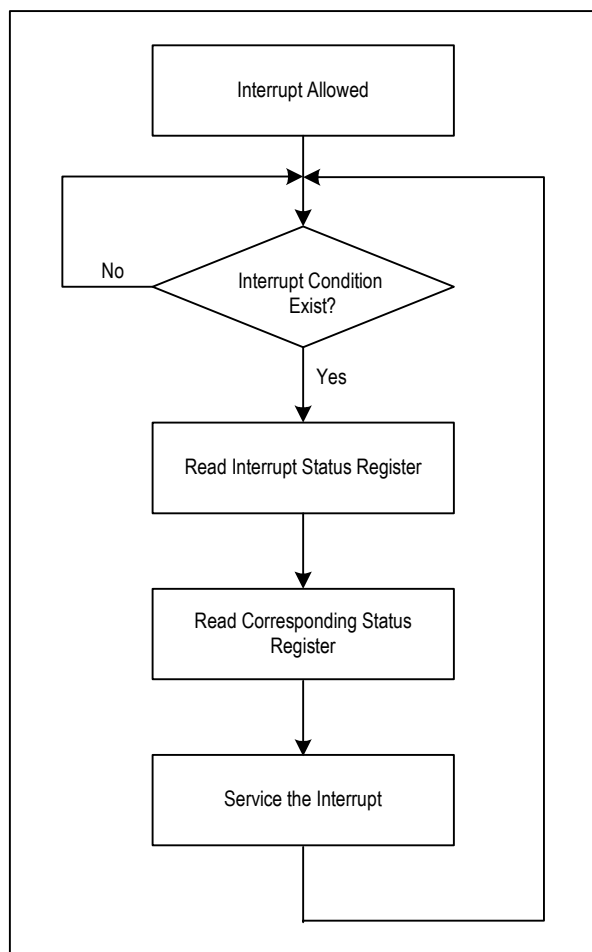 Interrupt Allowed
No
Interrupt Condition
Exist?
Yes
Read Interrupt Status Register
Read Corresponding Status
Register
Service the Interrupt